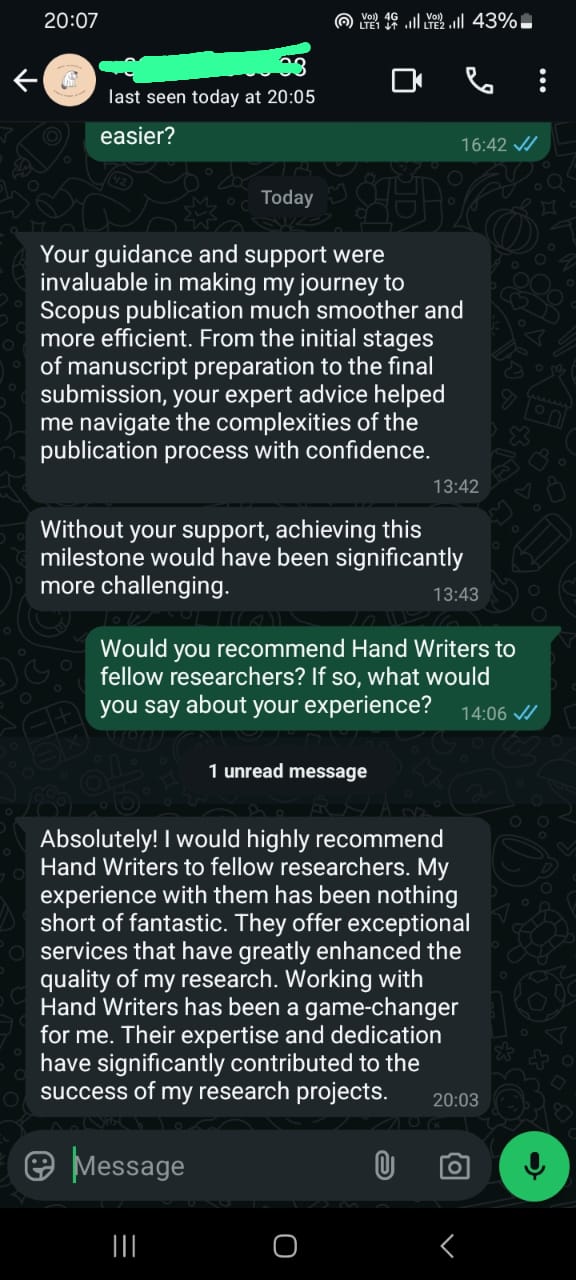 20:07
Vo)) 4G Vo))
LTE1 LTE2 43%
last seen today at 20:05
easier?
16:42
Today
Your guidance and support were
invaluable in making my journey to
Scopus publication much smoother and
more efficient. From the initial stages
of manuscript preparation to the final
submission, your expert advice helped
me navigate the complexities of the
publication process with confidence.
13:42
Without your support, achieving this
milestone would have been significantly
more challenging.
13:43
Would you recommend Hand Writers to
fellow researchers? If so, what would
you say about your experience?
14:06
1 unread message
Absolutely! I would highly recommend
Hand Writers to fellow researchers. My
experience with them has been nothing
short of fantastic. They offer exceptional
services that have greatly enhanced the
quality of my research. Working with
Hand Writers has been a game-changer
for me. Their expertise and dedication
have significantly contributed to the
success of my research projects.
20:03
Message